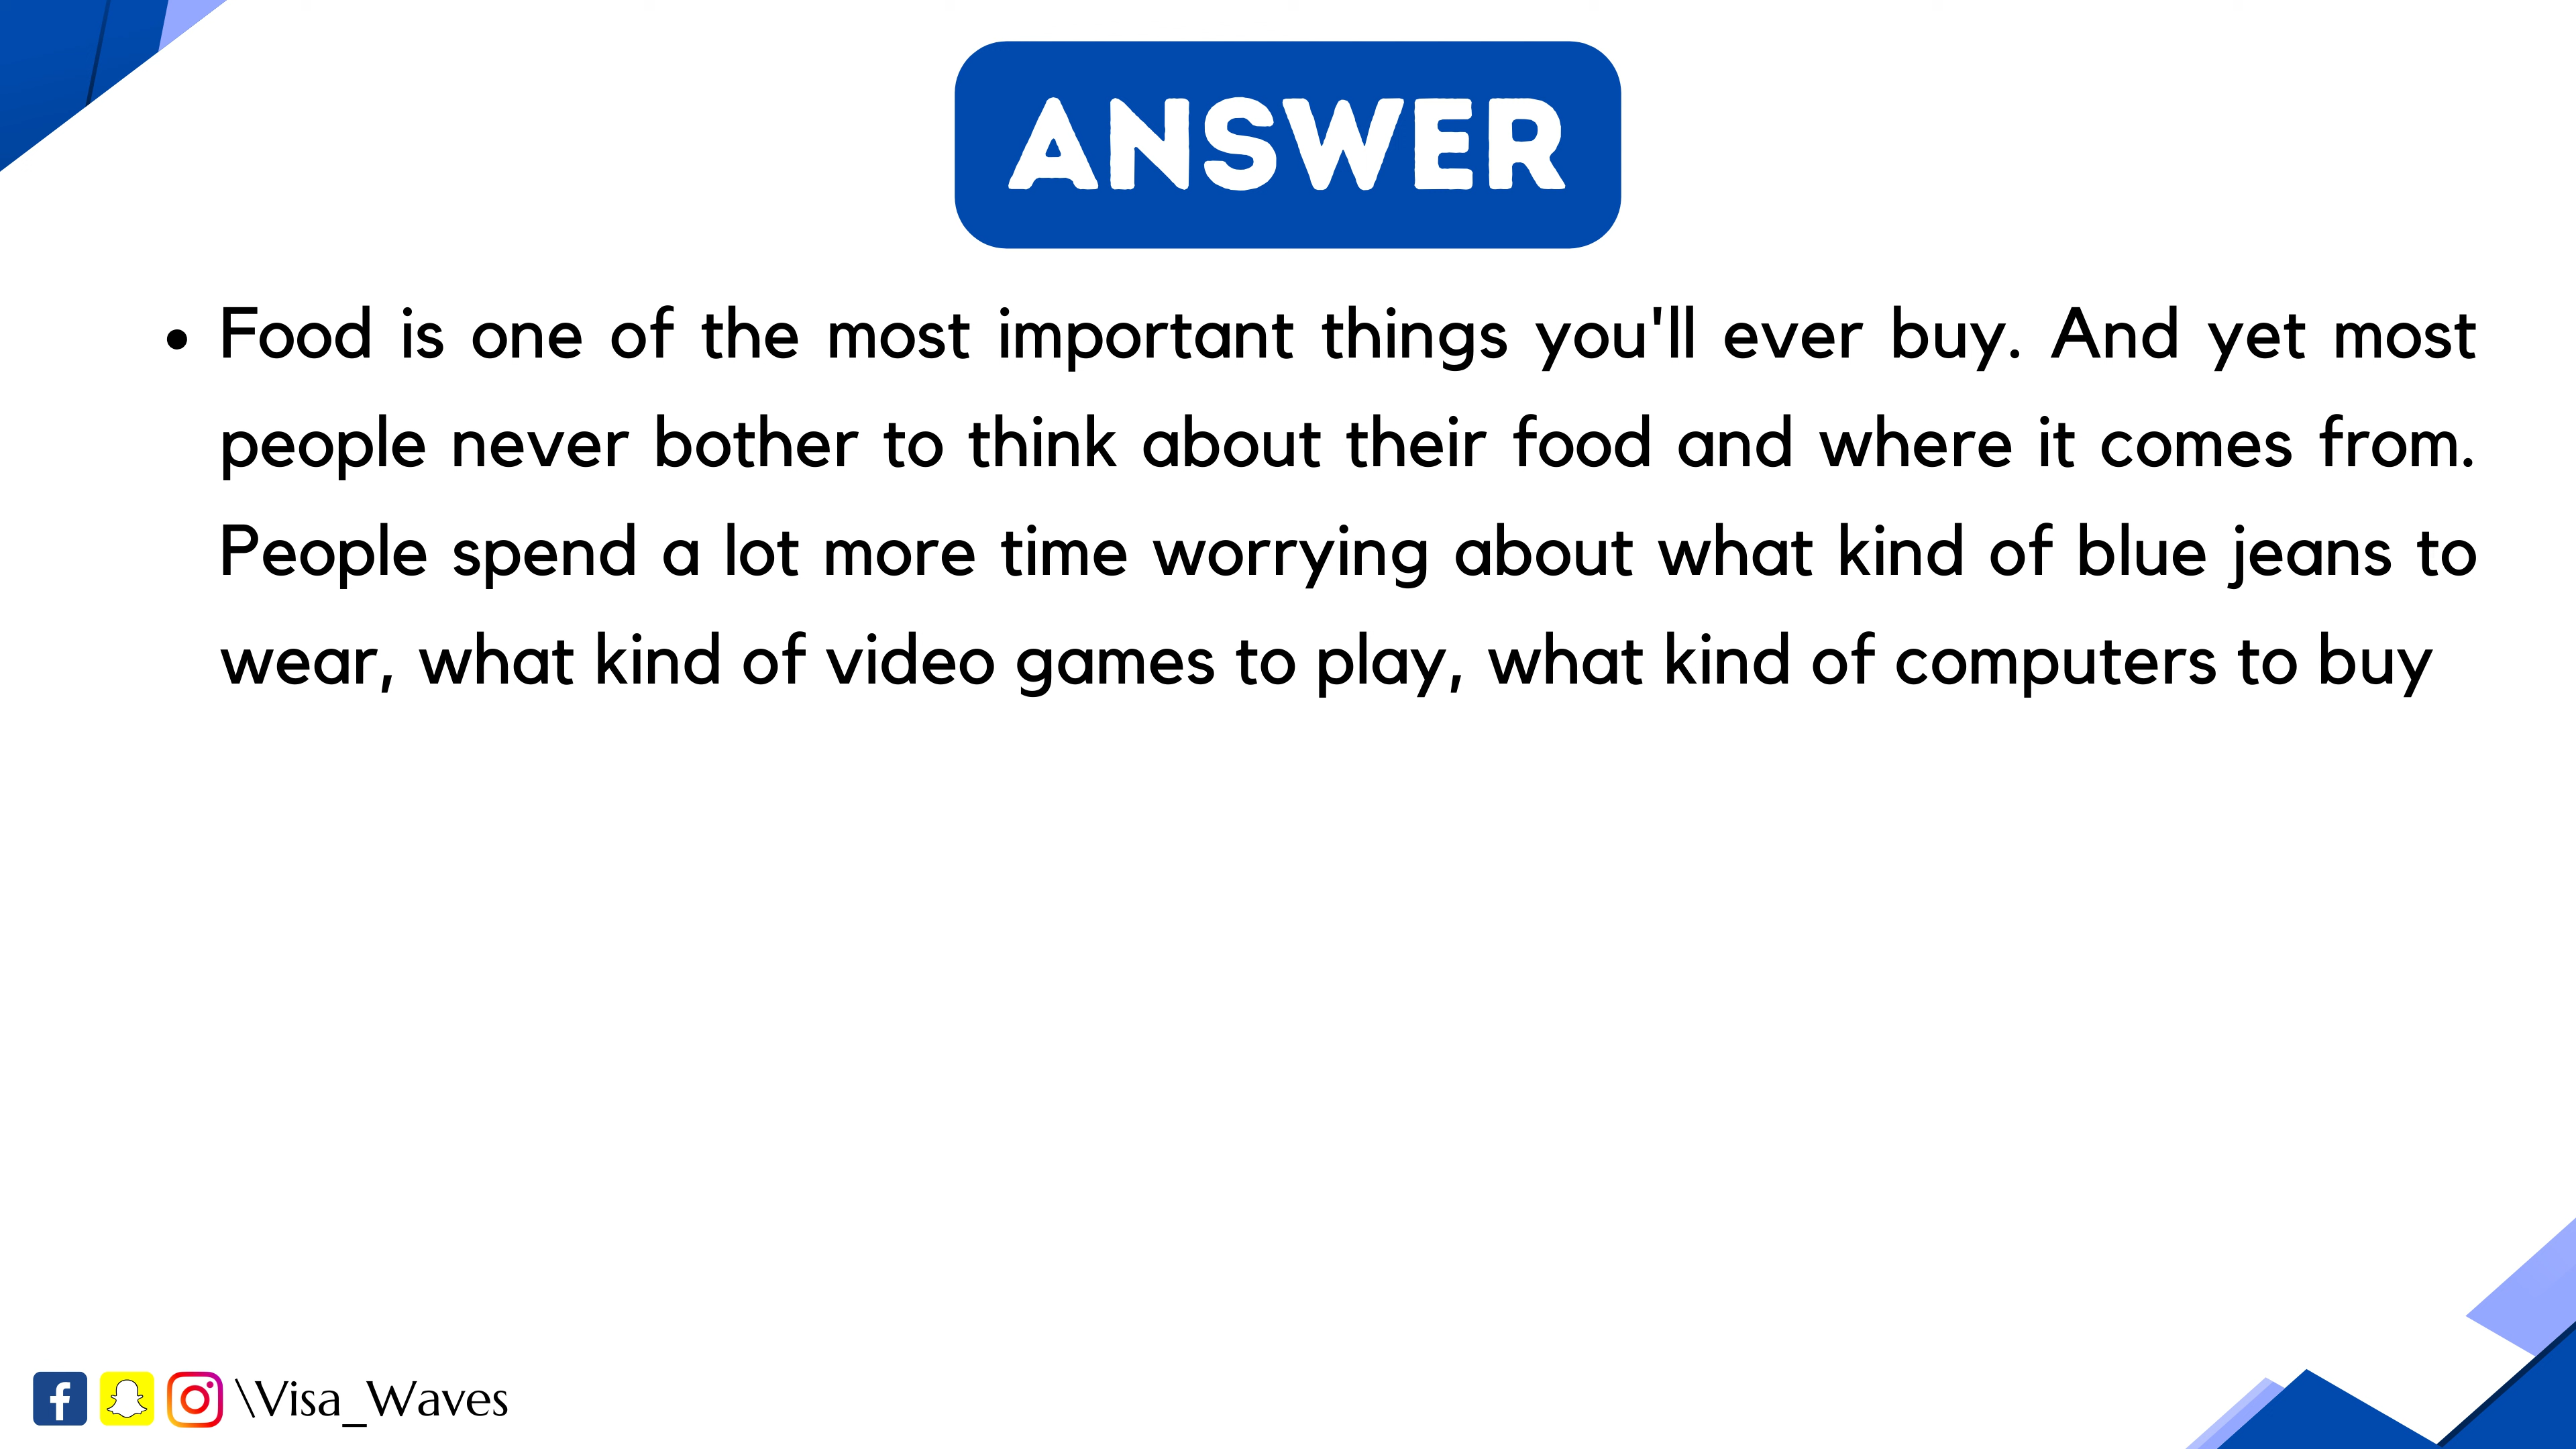 ANSWER
• Food is one of the most important things you'll ever buy. And yet most
people never bother to think about their food and where it comes from.
People spend a lot more time worrying about what kind of blue jeans to
wear, what kind of video games to play, what kind of computers to buy
\Visa_Waves